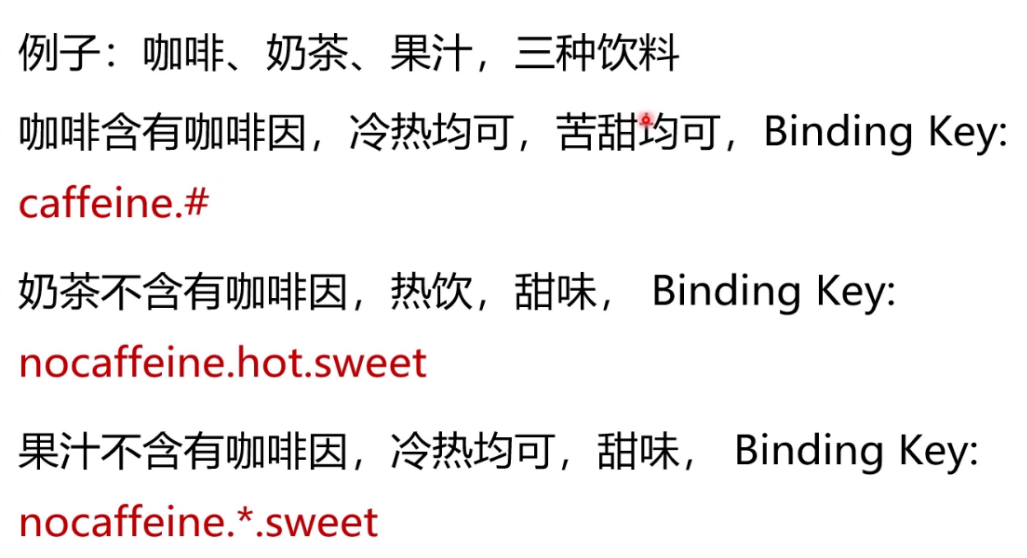 例子：咖啡、奶茶、果汁，三种饮料
咖啡含有咖啡因，冷热均可，苦甜均可，Binding Key:
caffeine.#
奶茶不含有咖啡因，热饮，甜味， Binding Key:
nocaffeine.hot.sweet
果汁不含有咖啡因，冷热均可，甜味， Binding Key:
nocaffeine.*.sweet